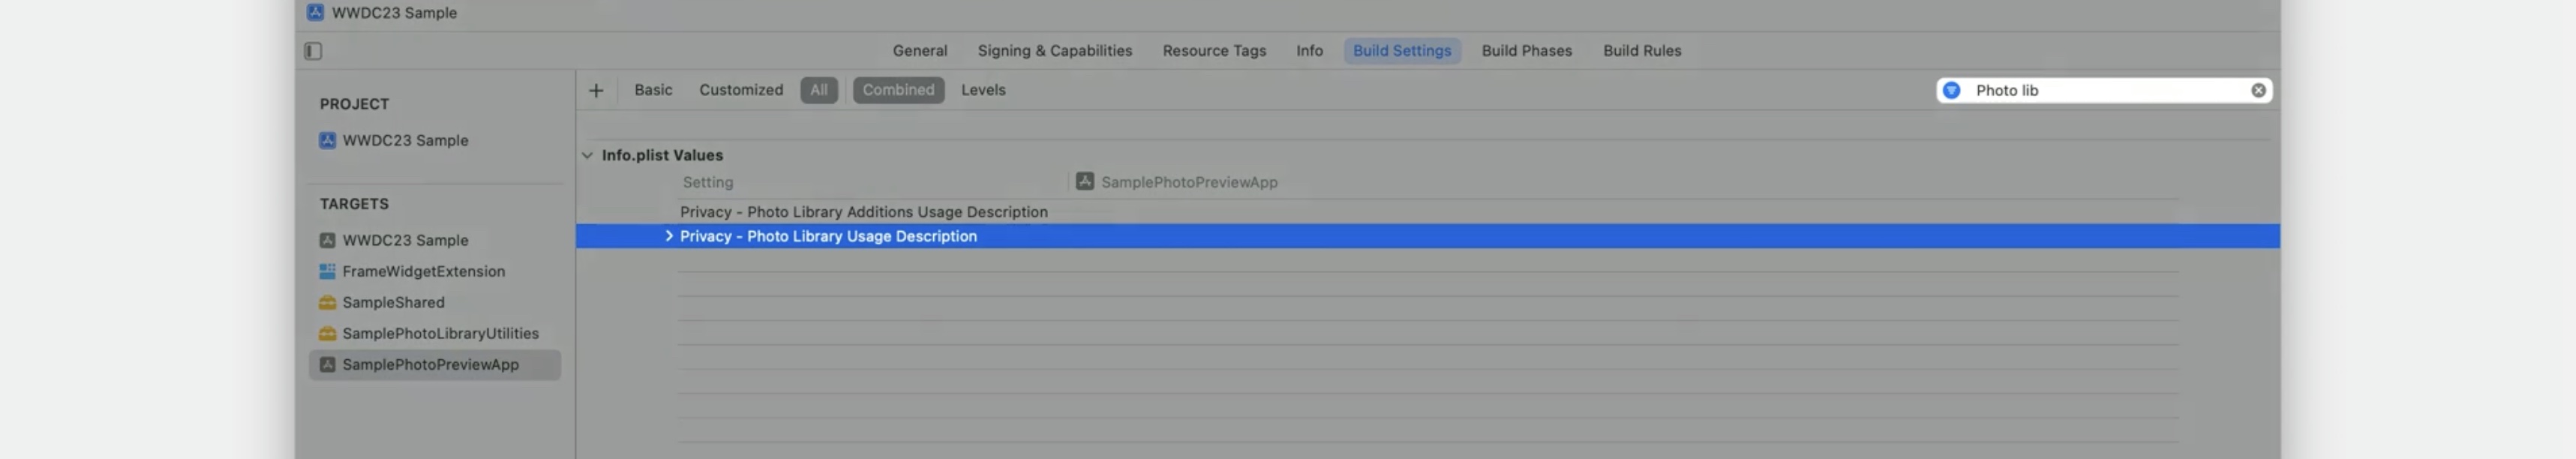 WWDC23 Sample
General Signing & Capabilities Resource Tags Info Build Settings Build Phases Build Rules
Basic Customized All Combined Levels Photo lib
PROJECT
WWDC23 Sample
Info.plist Values
Setting SamplePhotoPreviewApp
TARGETS
Privacy - Photo Library Additions Usage Description
WWDC23 Sample
Privacy - Photo Library Usage Description
FrameWidgetExtension
SampleShared
SamplePhotoLibraryUtilities
SamplePhotoPreviewApp